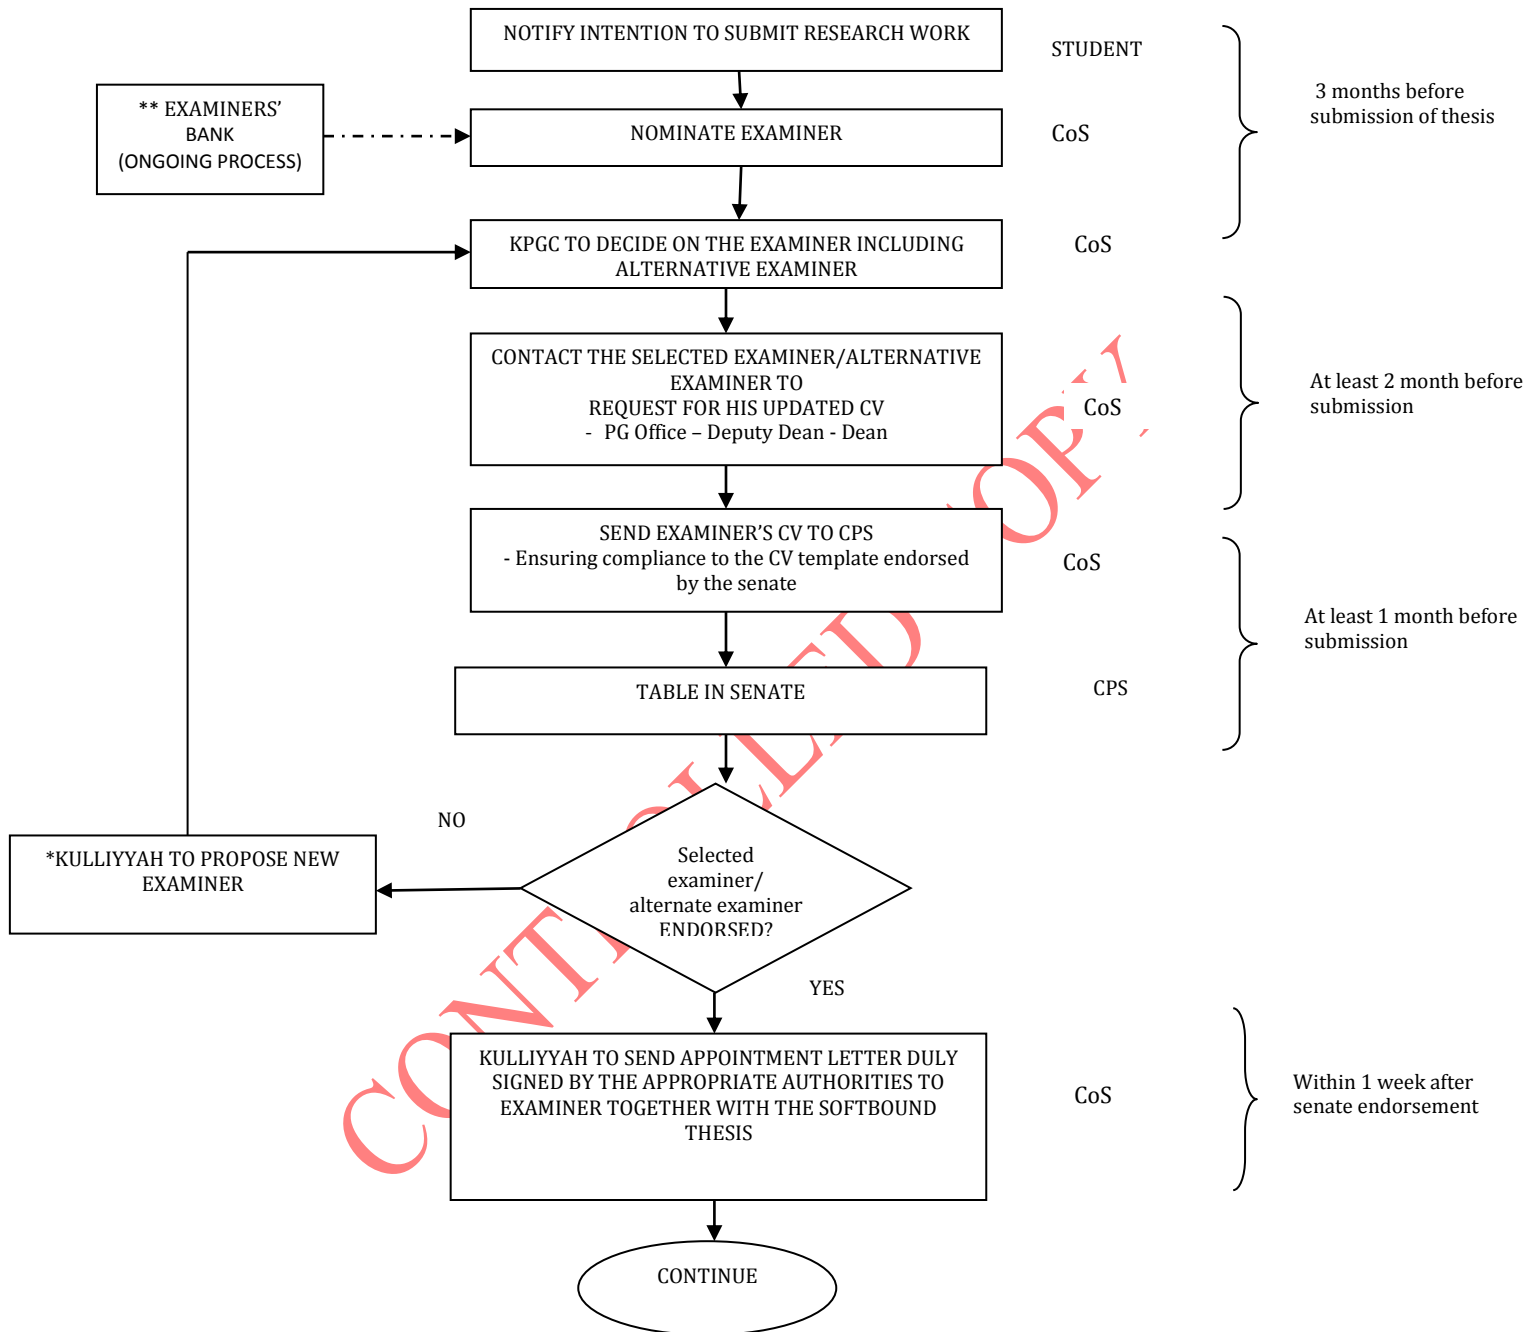 NOTIFY INTENTION TO SUBMIT RESEARCH WORK
STUDENT
3 months before
submission of thesis
** EXAMINERS'
BANK
(ONGOING PROCESS)
NOMINATE EXAMINER
CoS
KPGC TO DECIDE ON THE EXAMINER INCLUDING
ALTERNATIVE EXAMINER
CoS
CONTACT THE SELECTED EXAMINER/ALTERNATIVE
EXAMINER TO
REQUEST FOR HIS UPDATED CV
- PG Office – Deputy Dean - Dean
CoS
At least 2 month before
submission
SEND EXAMINER'S CV TO CPS
- Ensuring compliance to the CV template endorsed
by the senate
CoS
At least 1 month before
submission
TABLE IN SENATE
CPS
NO
*KULLIYYAH TO PROPOSE NEW
EXAMINER
Selected
examiner/
alternate examiner
ENDORSED?
YES
KULLIYYAH TO SEND APPOINTMENT LETTER DULY
SIGNED BY THE APPROPRIATE AUTHORITIES TO
EXAMINER TOGETHER WITH THE SOFTBOUND
THESIS
CoS
Within 1 week after
senate endorsement
CONTINUE